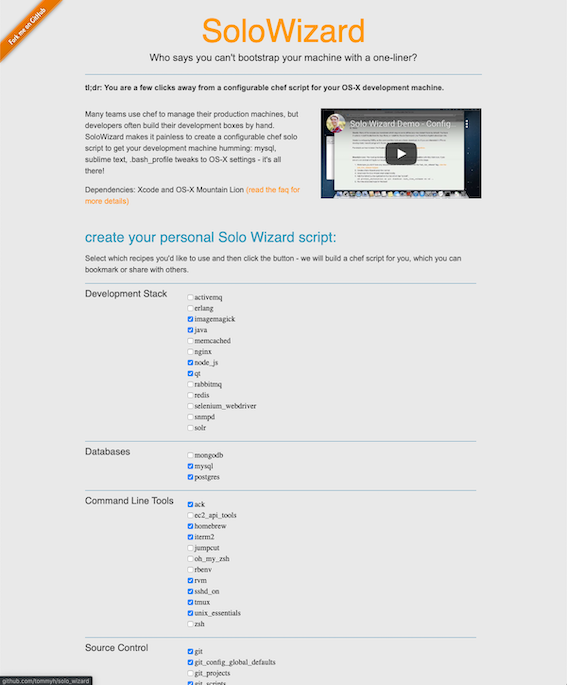 Fork me on GitHub
SoloWizard
Who says you can't bootstrap your machine with a one-liner?
tl;dr: You are a few clicks away from a configurable chef script for your OS-X development machine.
Many teams use chef to manage their production machines, but
developers often build their development boxes by hand.
SoloWizard makes it painless to create a configurable chef solo
script to get your development machine humming: mysql,
sublime text, .bash_profile tweaks to OS-X settings - it's all
there!
Solo Wizard Demo - Config...
Dependencies: Xcode and OS-X Mountain Lion (read the faq for
more details)
create your personal Solo Wizard script:
Select which recipes you'd like to use and then click the button - we will build a chef script for you, which you can
bookmark or share with others.
Development Stack
activemq
erlang
imagemagick
java
memcached
nginx
node_js
qt
rabbitmq
redis
selenium_webdriver
snmpd
solr
Databases
mongodb
mysql
postgres
Command Line Tools
ack
ec2_api_tools
homebrew
iterm2
jumpcut
oh_my_zsh
rbenv
rvm
sshd_on
tmux
unix_essentials
zsh
Source Control
git
git_config_global_defaults
git_projects
git_scripts
github.com/tommyh/solo_wizard